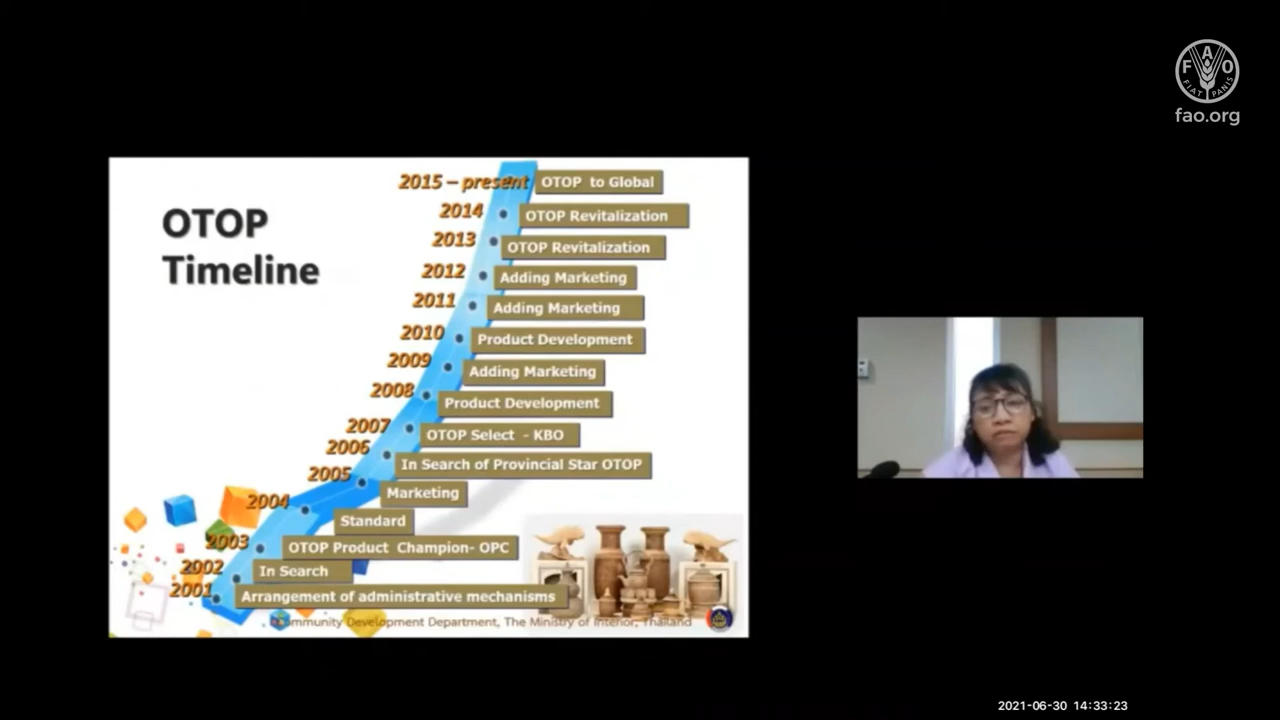 FAO
FIAT PANIS
fao.org
OTOP
Timeline
2015 – present OTOP to Global
2014 OTOP Revitalization
2013 OTOP Revitalization
2012 Adding Marketing
2011 Adding Marketing
2010 Product Development
2009 Adding Marketing
2008 Product Development
2007 OTOP Select - KBO
2006 In Search of Provincial Star OTOP
2005 Marketing
2004 Standard
2003 OTOP Product Champion- OPC
2002 In Search
2001 Arrangement of administrative mechanisms
Community Development Department, The Ministry of Interior, Thailand
2021-06-30 14:33:23